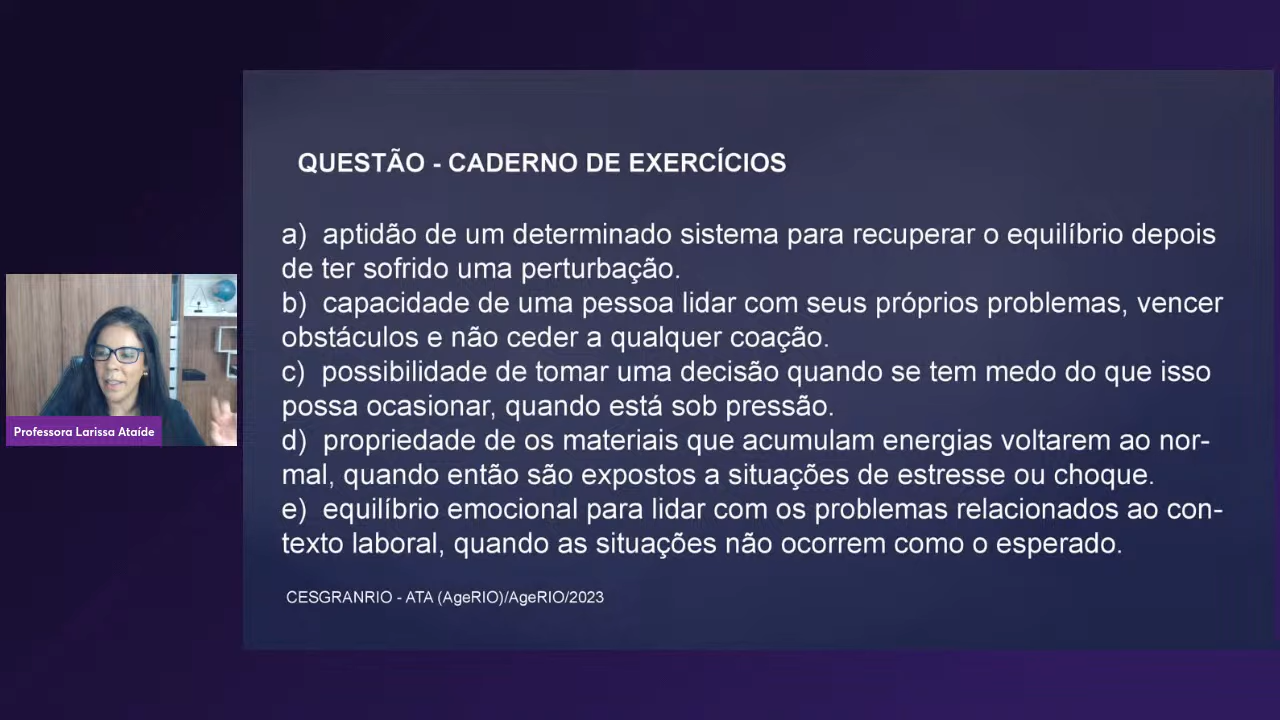 QUESTÃO - CADERNO DE EXERCÍCIOS
a) aptidão de um determinado sistema para recuperar o equilíbrio depois
de ter sofrido uma perturbação.
b) capacidade de uma pessoa lidar com seus próprios problemas, vencer
obstáculos e não ceder a qualquer coação.
c) possibilidade de tomar uma decisão quando se tem medo do que isso
possa ocasionar, quando está sob pressão.
d) propriedade de os materiais que acumulam energias voltarem ao nor-
mal, quando então são expostos a situações de estresse ou choque.
e) equilíbrio emocional para lidar com os problemas relacionados ao con-
texto laboral, quando as situações não ocorrem como o esperado.
CESGRANRIO - ATA (AgeRIO)/AgeRIO/2023
Professora Larissa Ataíde